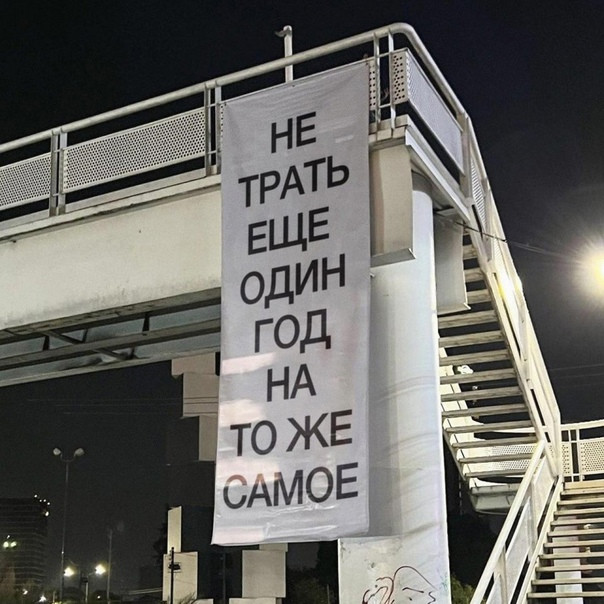 НЕ
ТРАТЬ
ЕЩЕ
ОДИН
ГОД
НА
ТО ЖЕ
САМОЕ